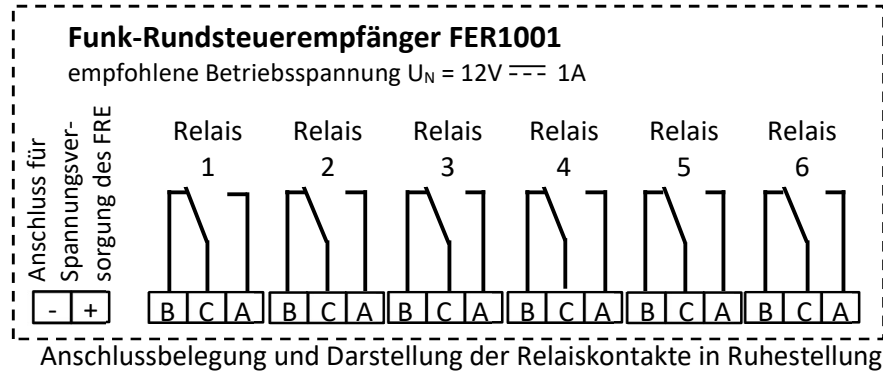 Funk-Rundsteuerempfänger FER1001
empfohlene Betriebsspannung UN = 12V 1A
Anschluss für
Spannungsver-
sorgung des FRE
Relais Relais Relais Relais Relais Relais
1 2 3 4 5 6
- + B C A B C A B C A B C A B C A B C A
Anschlussbelegung und Darstellung der Relaiskontakte in Ruhestellung